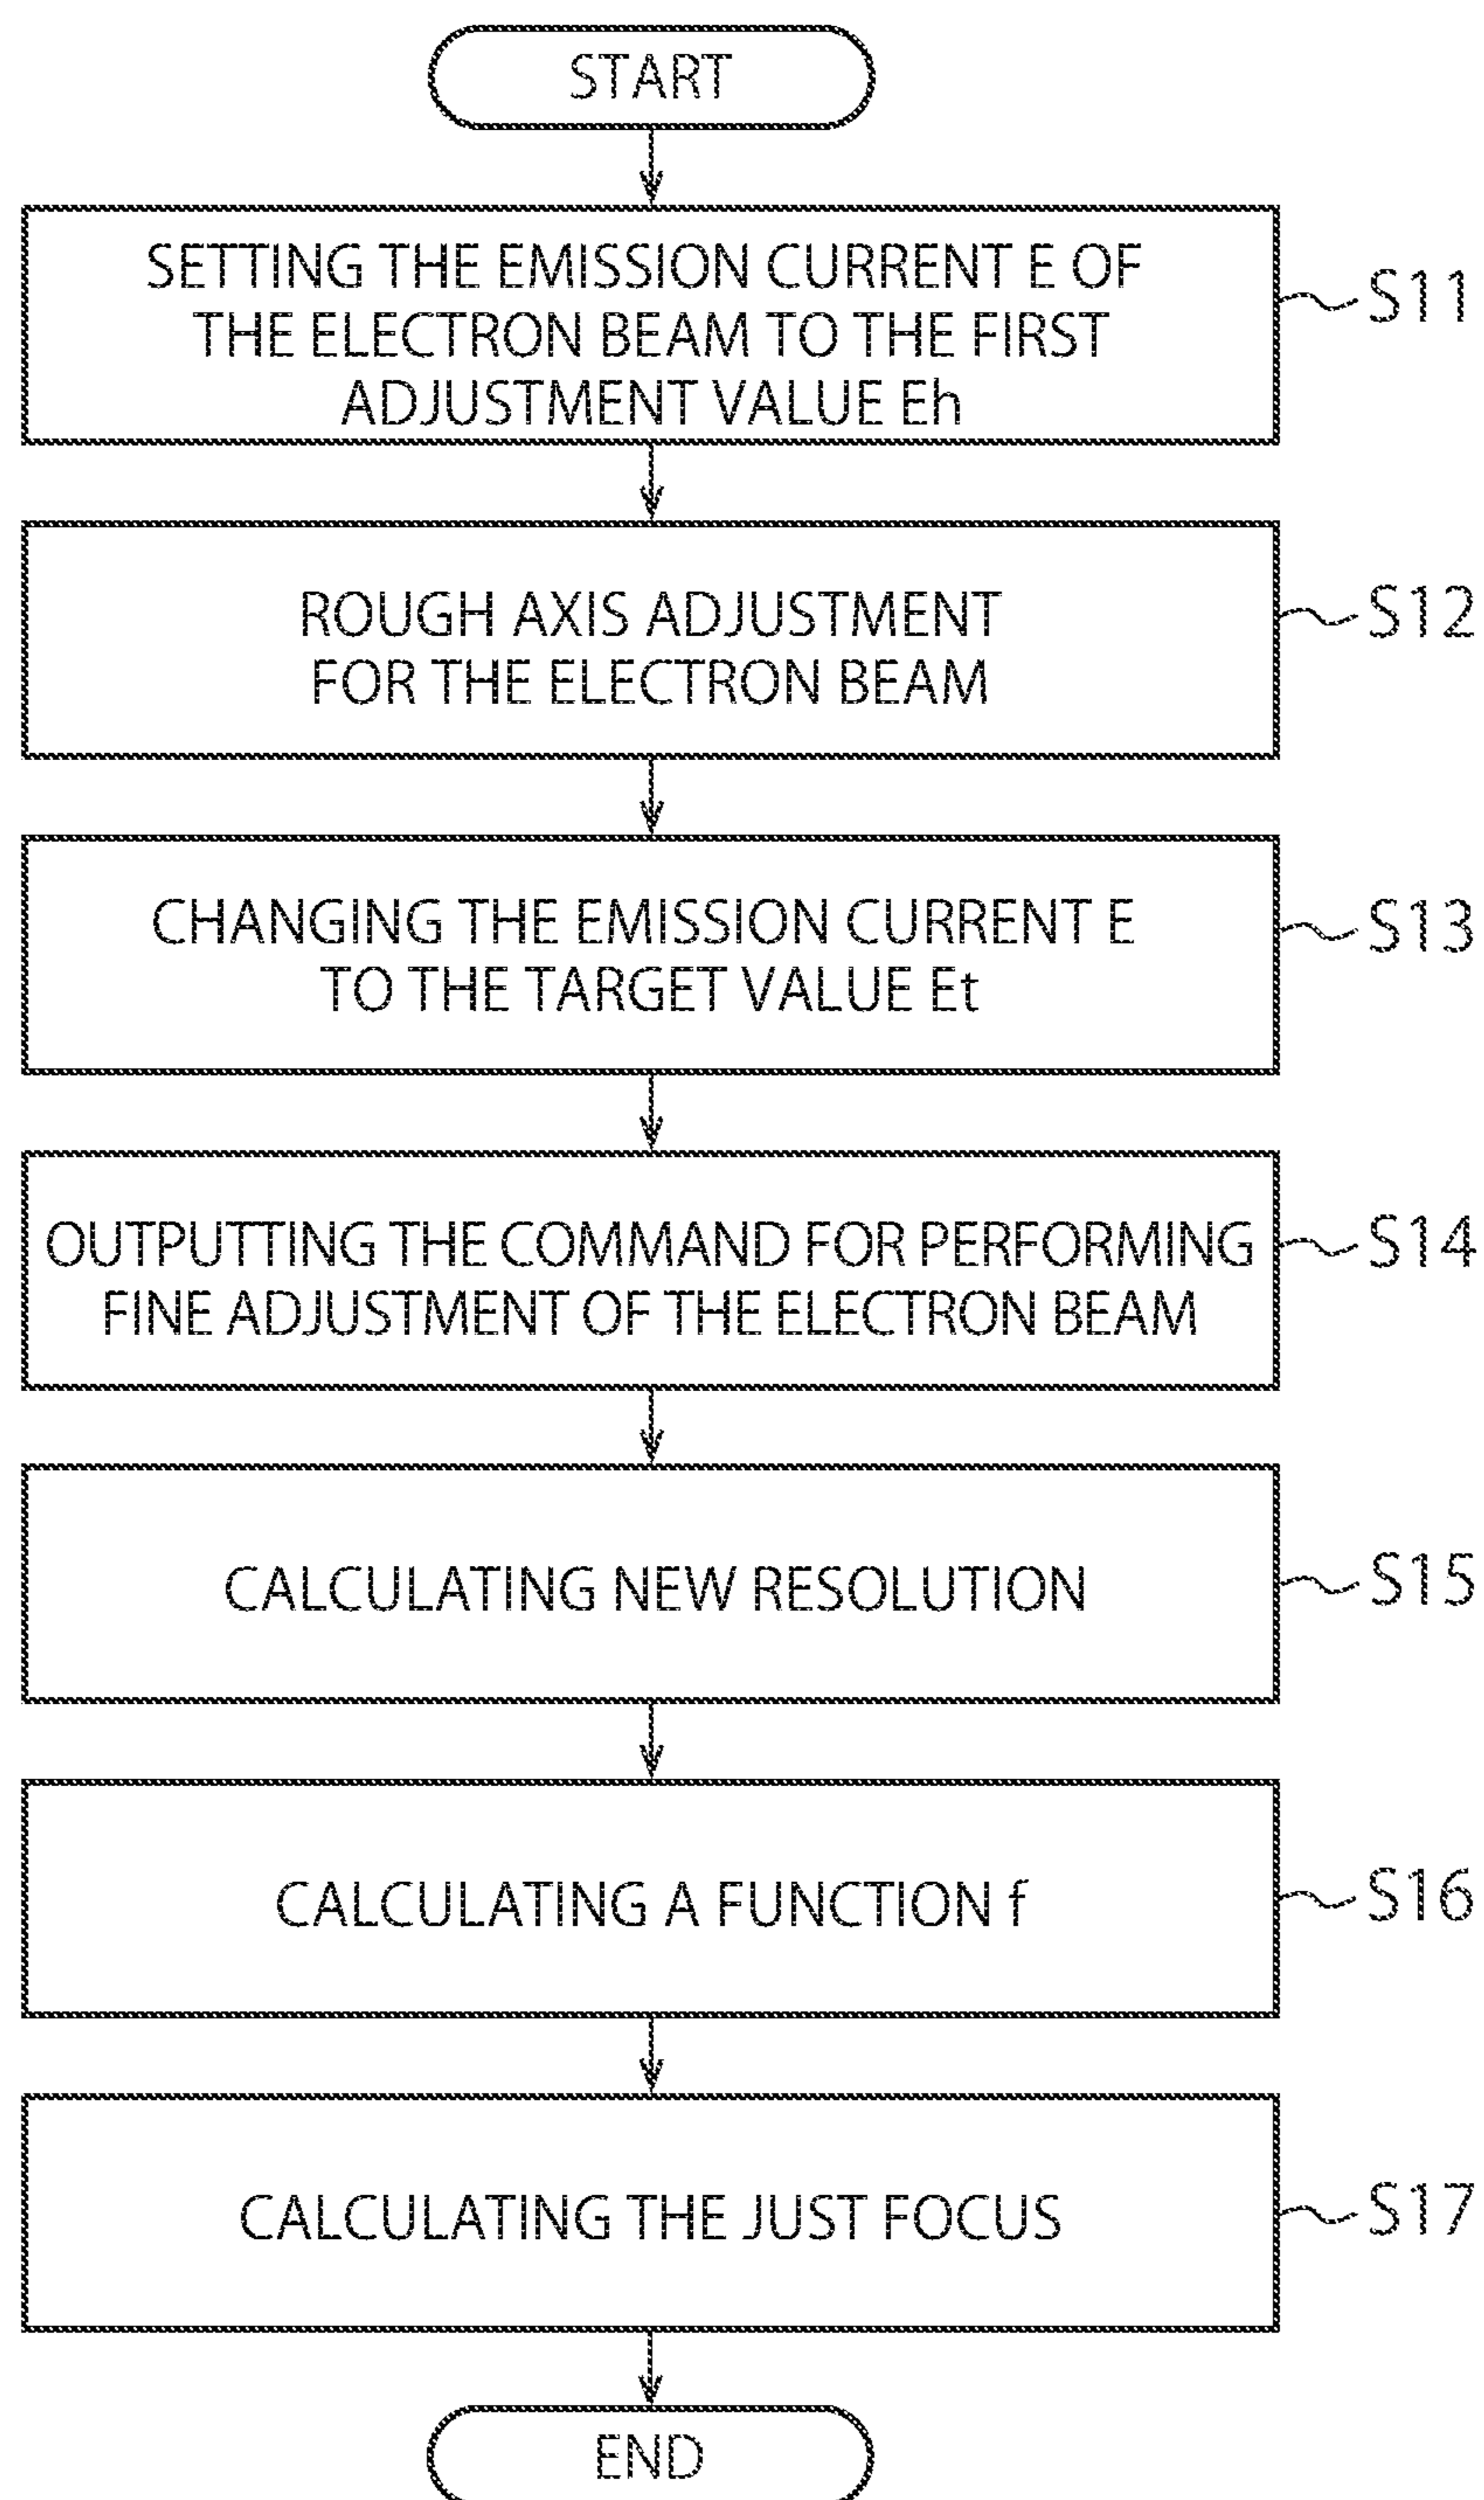 START
SETTING THE EMISSION CURRENT E OF
THE ELECTRON BEAM TO THE FIRST
ADJUSTMENT VALUE Eh
S11
ROUGH AXIS ADJUSTMENT
FOR THE ELECTRON BEAM
S12
CHANGING THE EMISSION CURRENT E
TO THE TARGET VALUE Et
S13
OUTPUTTING THE COMMAND FOR PERFORMING
FINE ADJUSTMENT OF THE ELECTRON BEAM
S14
CALCULATING NEW RESOLUTION
S15
CALCULATING A FUNCTION f
S16
CALCULATING THE JUST FOCUS
S17
END